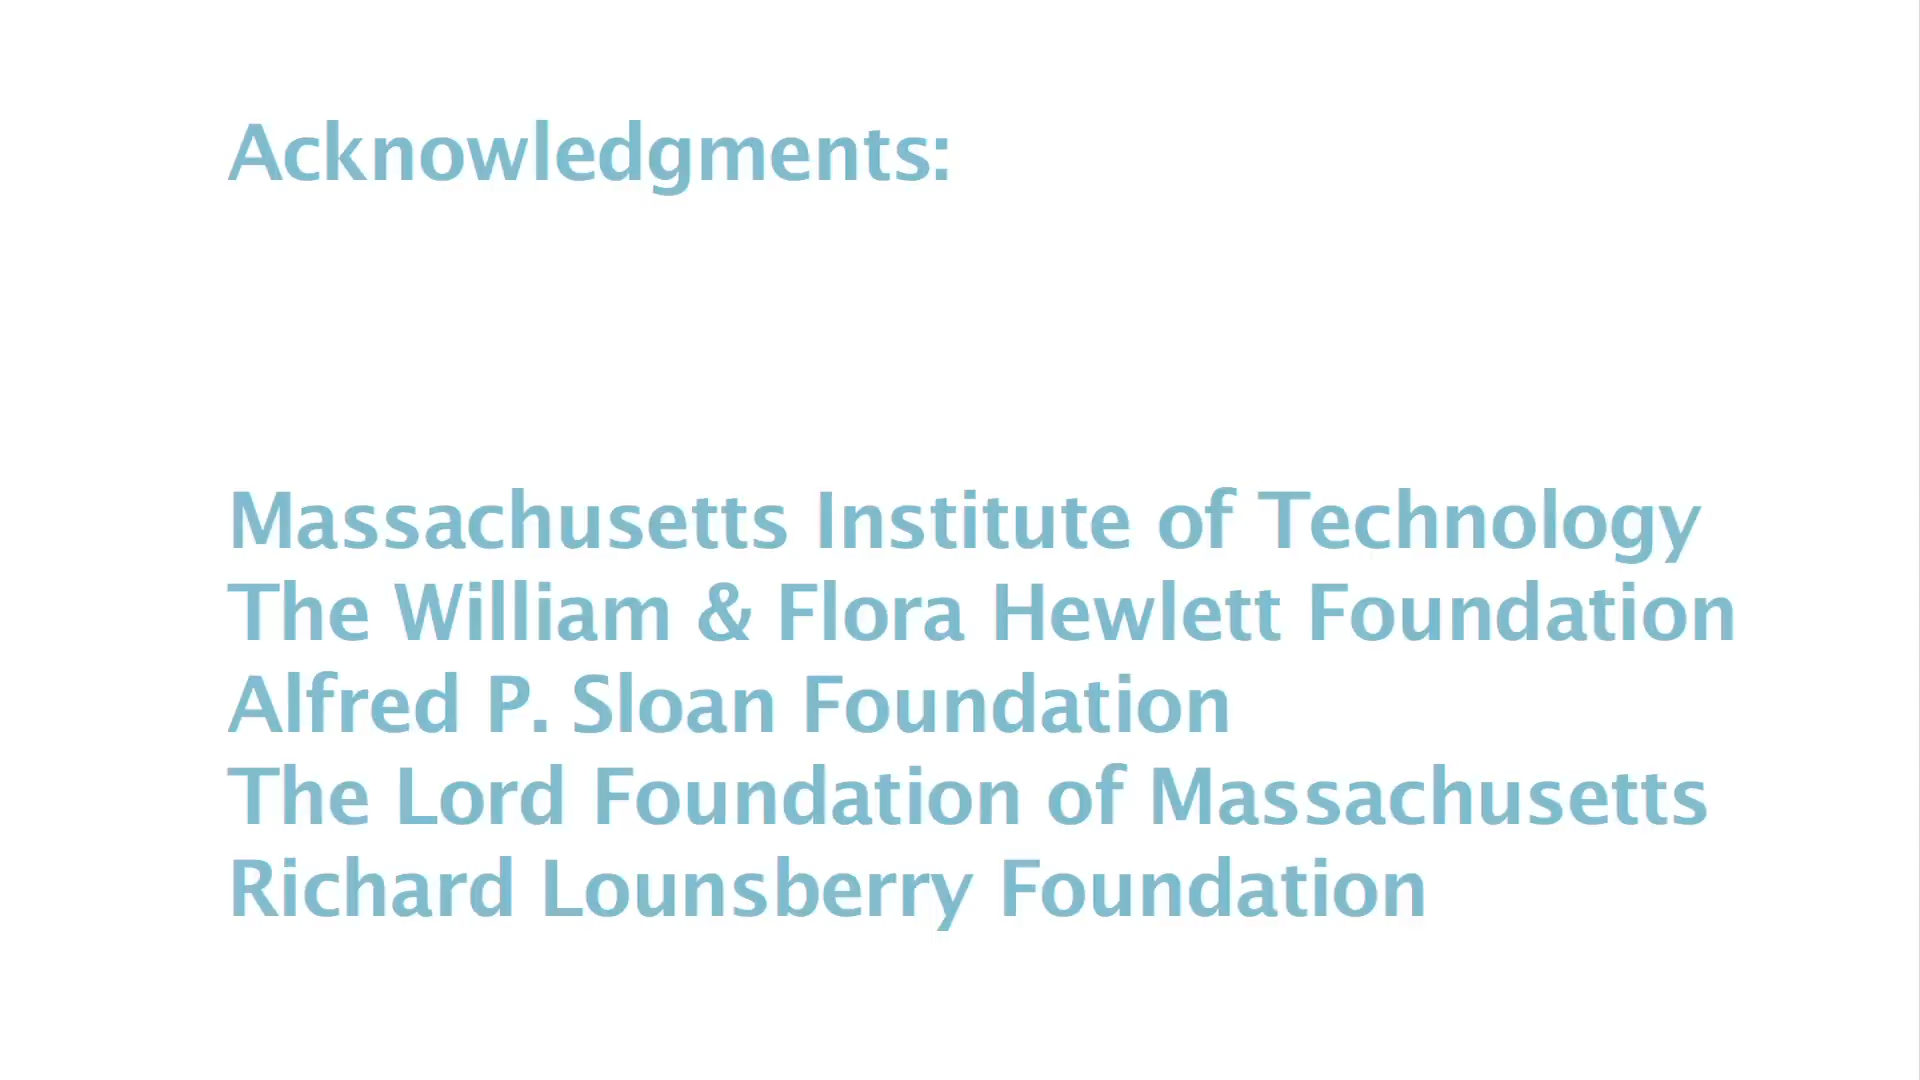 Acknowledgments:
Massachusetts Institute of Technology
The William & Flora Hewlett Foundation
Alfred P. Sloan Foundation
The Lord Foundation of Massachusetts
Richard Lounsberry Foundation